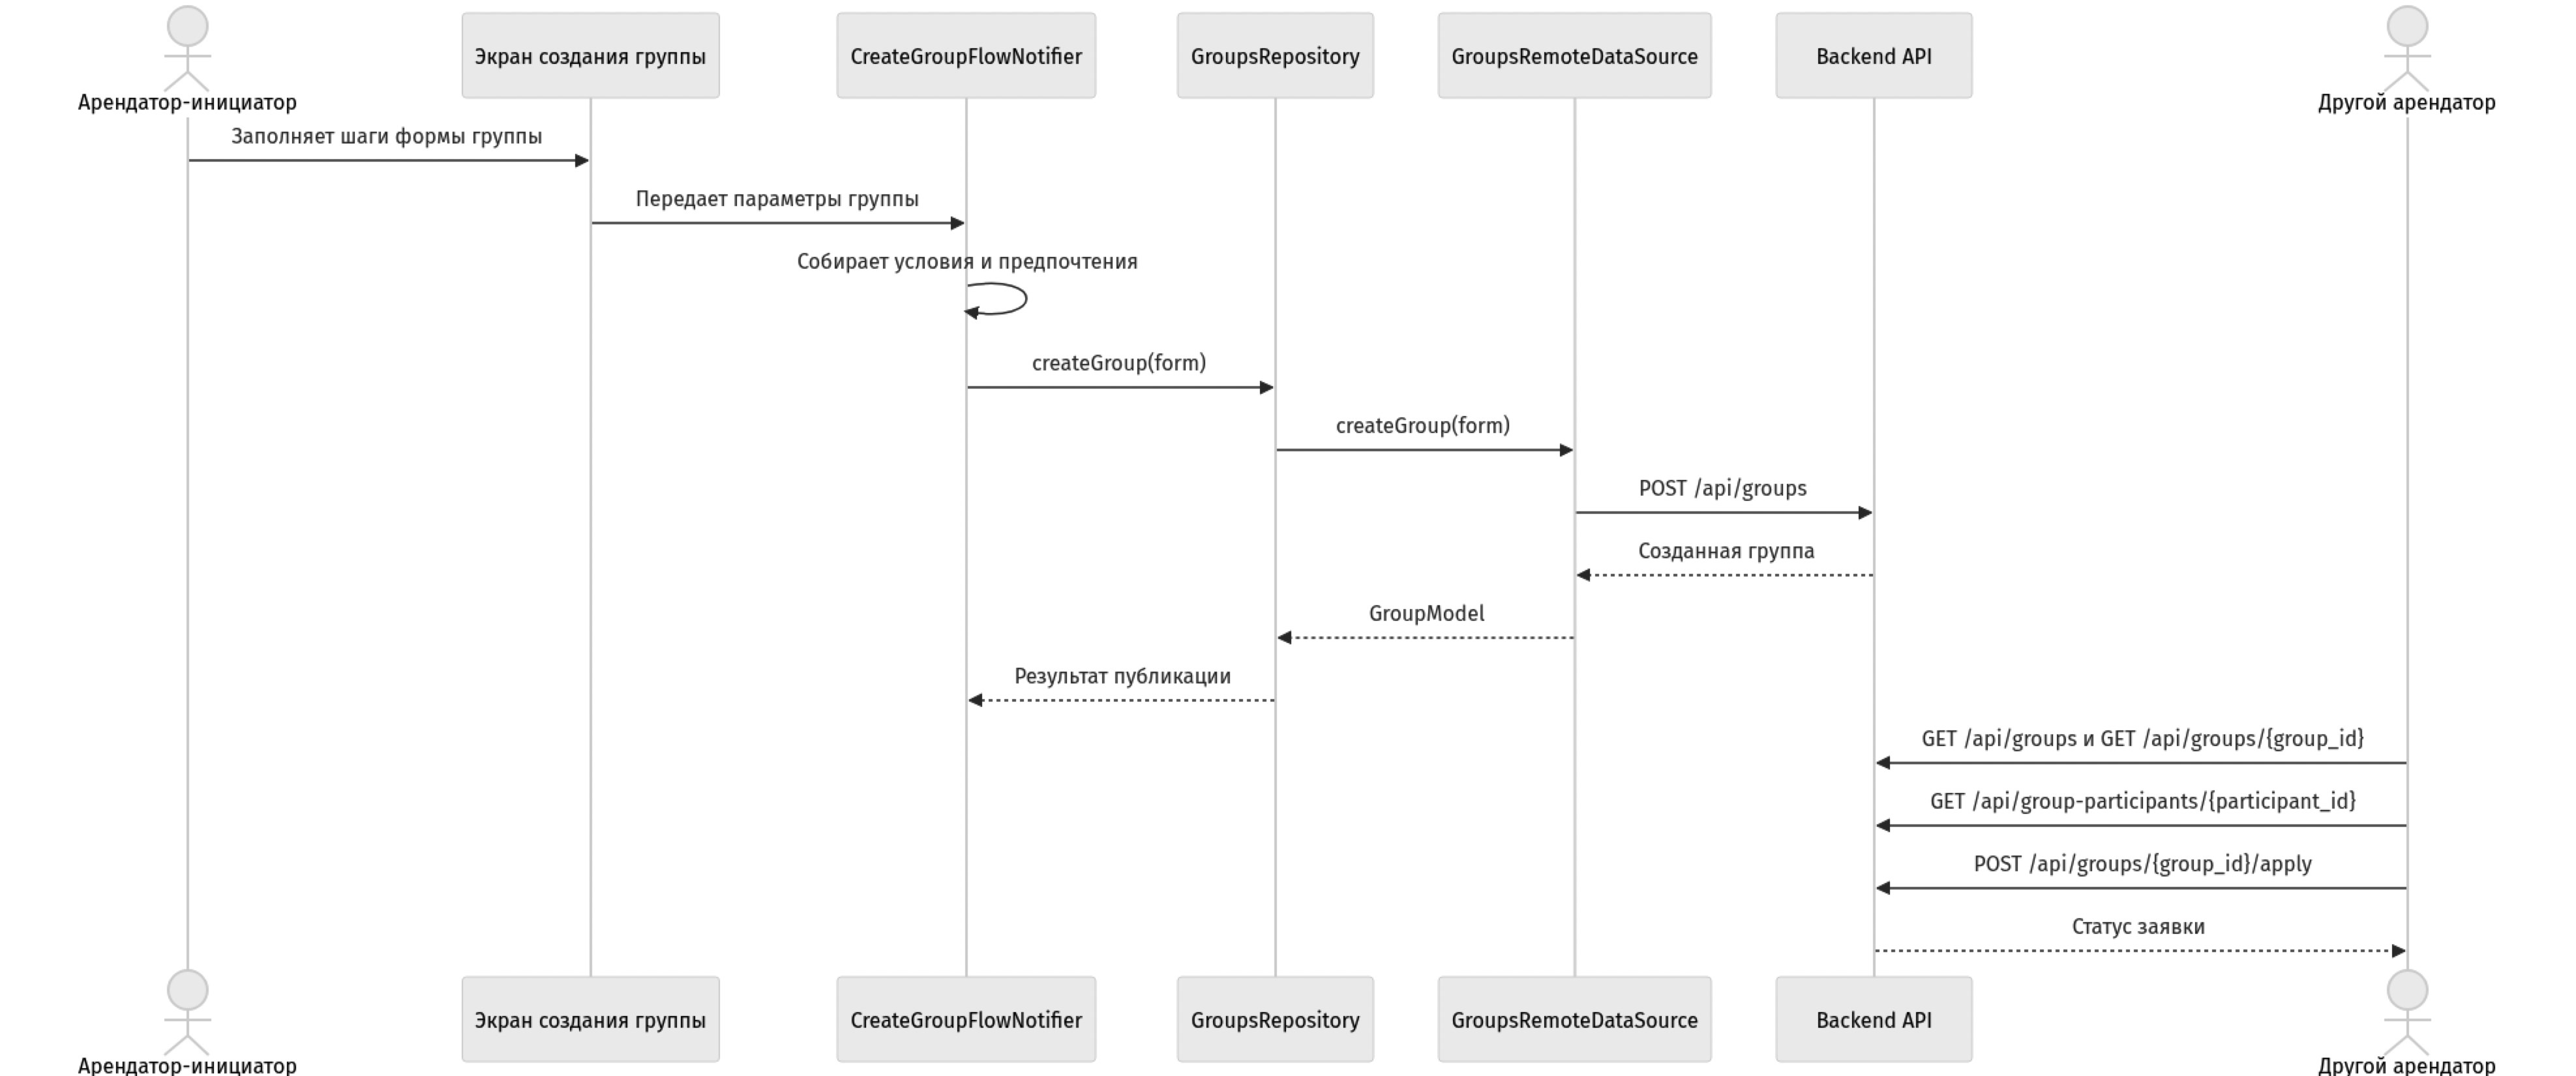 Арендатор-инициатор
Экран создания группы
CreateGroupFlowNotifier
GroupsRepository
GroupsRemoteDataSource
Backend API
Другой арендатор
Заполняет шаги формы группы
Передает параметры группы
Собирает условия и предпочтения
createGroup(form)
createGroup(form)
POST /api/groups
Созданная группа
GroupModel
Результат публикации
GET /api/groups и GET /api/groups/{group_id}
GET /api/group-participants/{participant_id}
POST /api/groups/{group_id}/apply
Статус заявки
Арендатор-инициатор
Экран создания группы
CreateGroupFlowNotifier
GroupsRepository
GroupsRemoteDataSource
Backend API
Другой арендатор